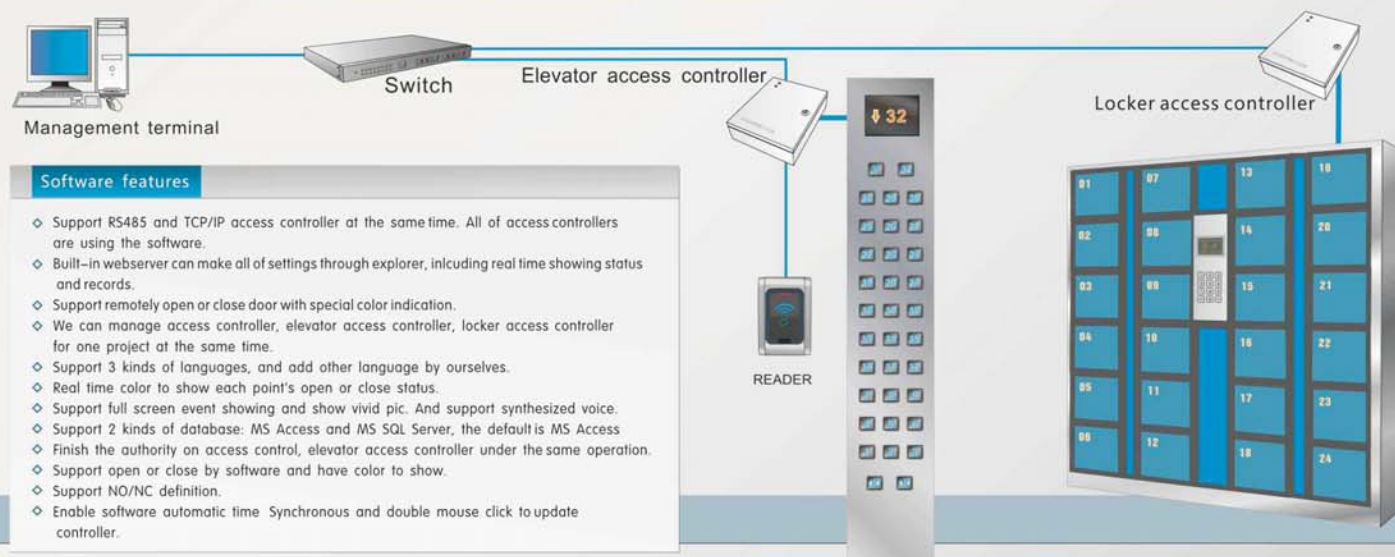 Management terminal
Switch
Elevator access controller
Locker access controller
READER
32
Software features
Support RS485 and TCP/IP access controller at the same time. All of access controllers
are using the software.
Built-in webserver can make all of settings through explorer, inlcuding real time showing status
and records.
Support remotely open or close door with special color indication.
We can manage access controller, elevator access controller, locker access controller
for one project at the same time.
Support 3 kinds of languages, and add other language by ourselves.
Real time color to show each point's open or close status.
Support full screen event showing and show vivid pic. And support synthesized voice.
Support 2 kinds of database: MS Access and MS SQL Server, the default is MS Access
Finish the authority on access control, elevator access controller under the same operation.
Support open or close by software and have color to show.
Support NO/NC definition.
Enable software automatic time Synchronous and double mouse click to update
controller.
01
02
03
04
05
06
07
08
09
10
11
12
13
14
15
16
17
18
20
21
22
23
24